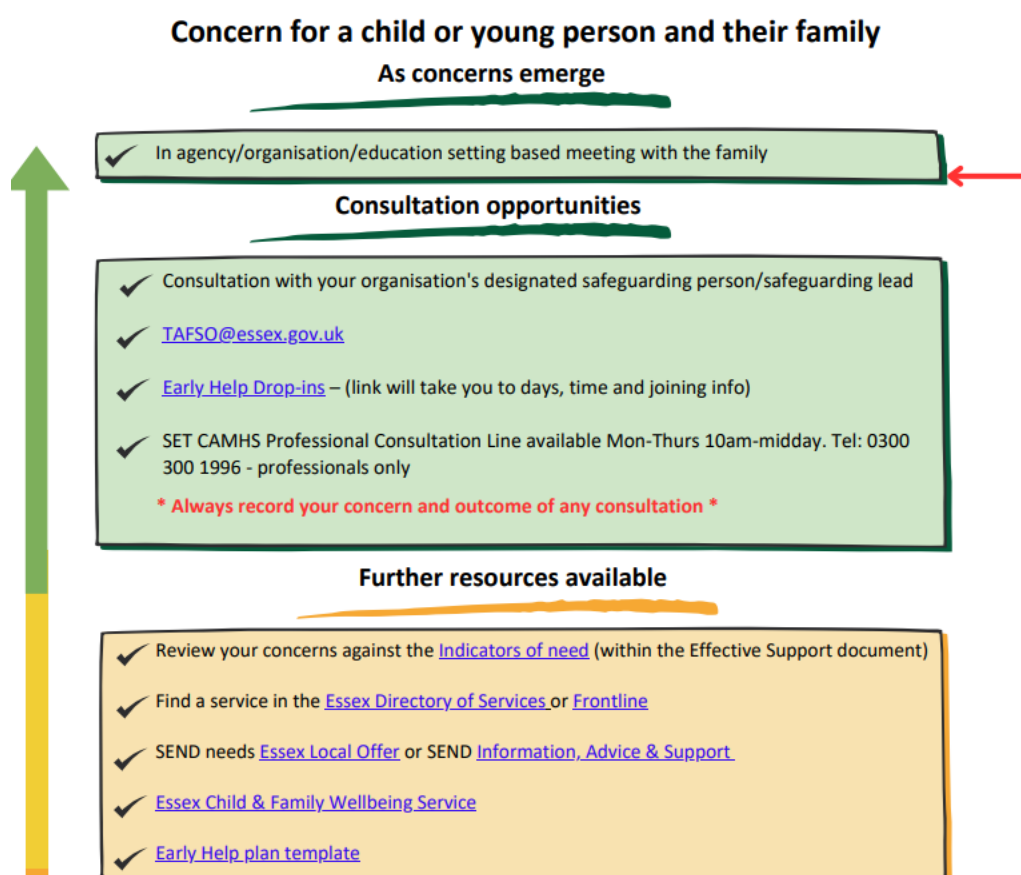 Concern for a child or young person and their family
As concerns emerge
In agency/organisation/education setting based meeting with the family
Consultation opportunities
Consultation with your organisation's designated safeguarding person/safeguarding lead
TAFSO@essex.gov.uk
Early Help Drop-ins – (link will take you to days, time and joining info)
SET CAMHS Professional Consultation Line available Mon-Thurs 10am-midday. Tel: 0300
300 1996 - professionals only
* Always record your concern and outcome of any consultation *
Further resources available
Review your concerns against the Indicators of need (within the Effective Support document)
Find a service in the Essex Directory of Services or Frontline
SEND needs Essex Local Offer or SEND Information, Advice & Support
Essex Child & Family Wellbeing Service
Early Help plan template